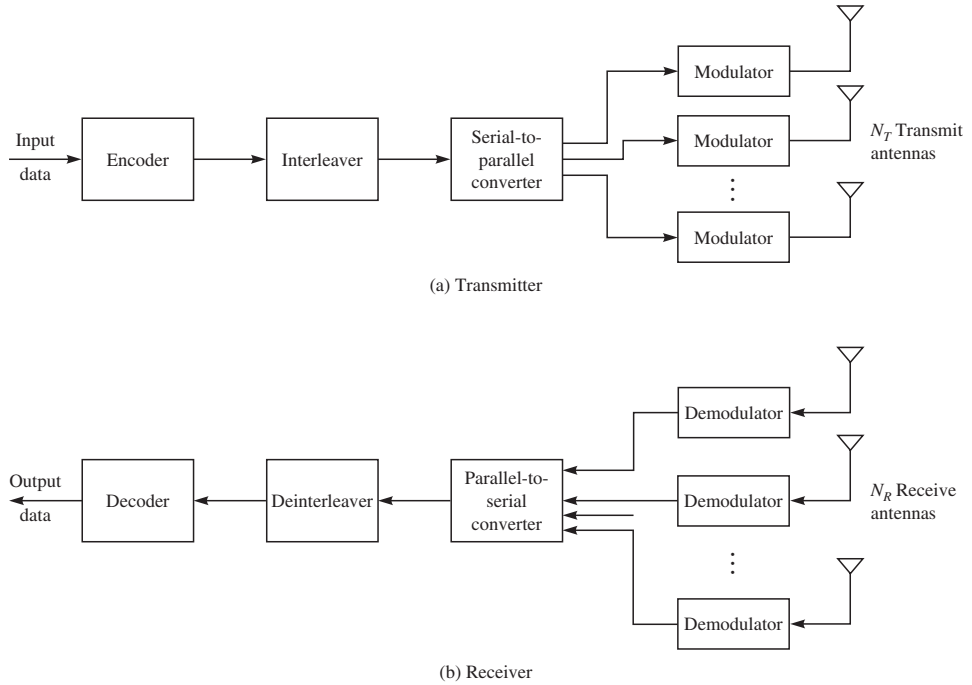 Input
data
Encoder
Interleaver
Serial-to-
parallel
converter
Modulator
Modulator
Modulator
N_T Transmit
antennas
(a) Transmitter
Output
data
Decoder
Deinterleaver
Parallel-to-
serial
converter
Demodulator
Demodulator
Demodulator
N_R Receive
antennas
(b) Receiver